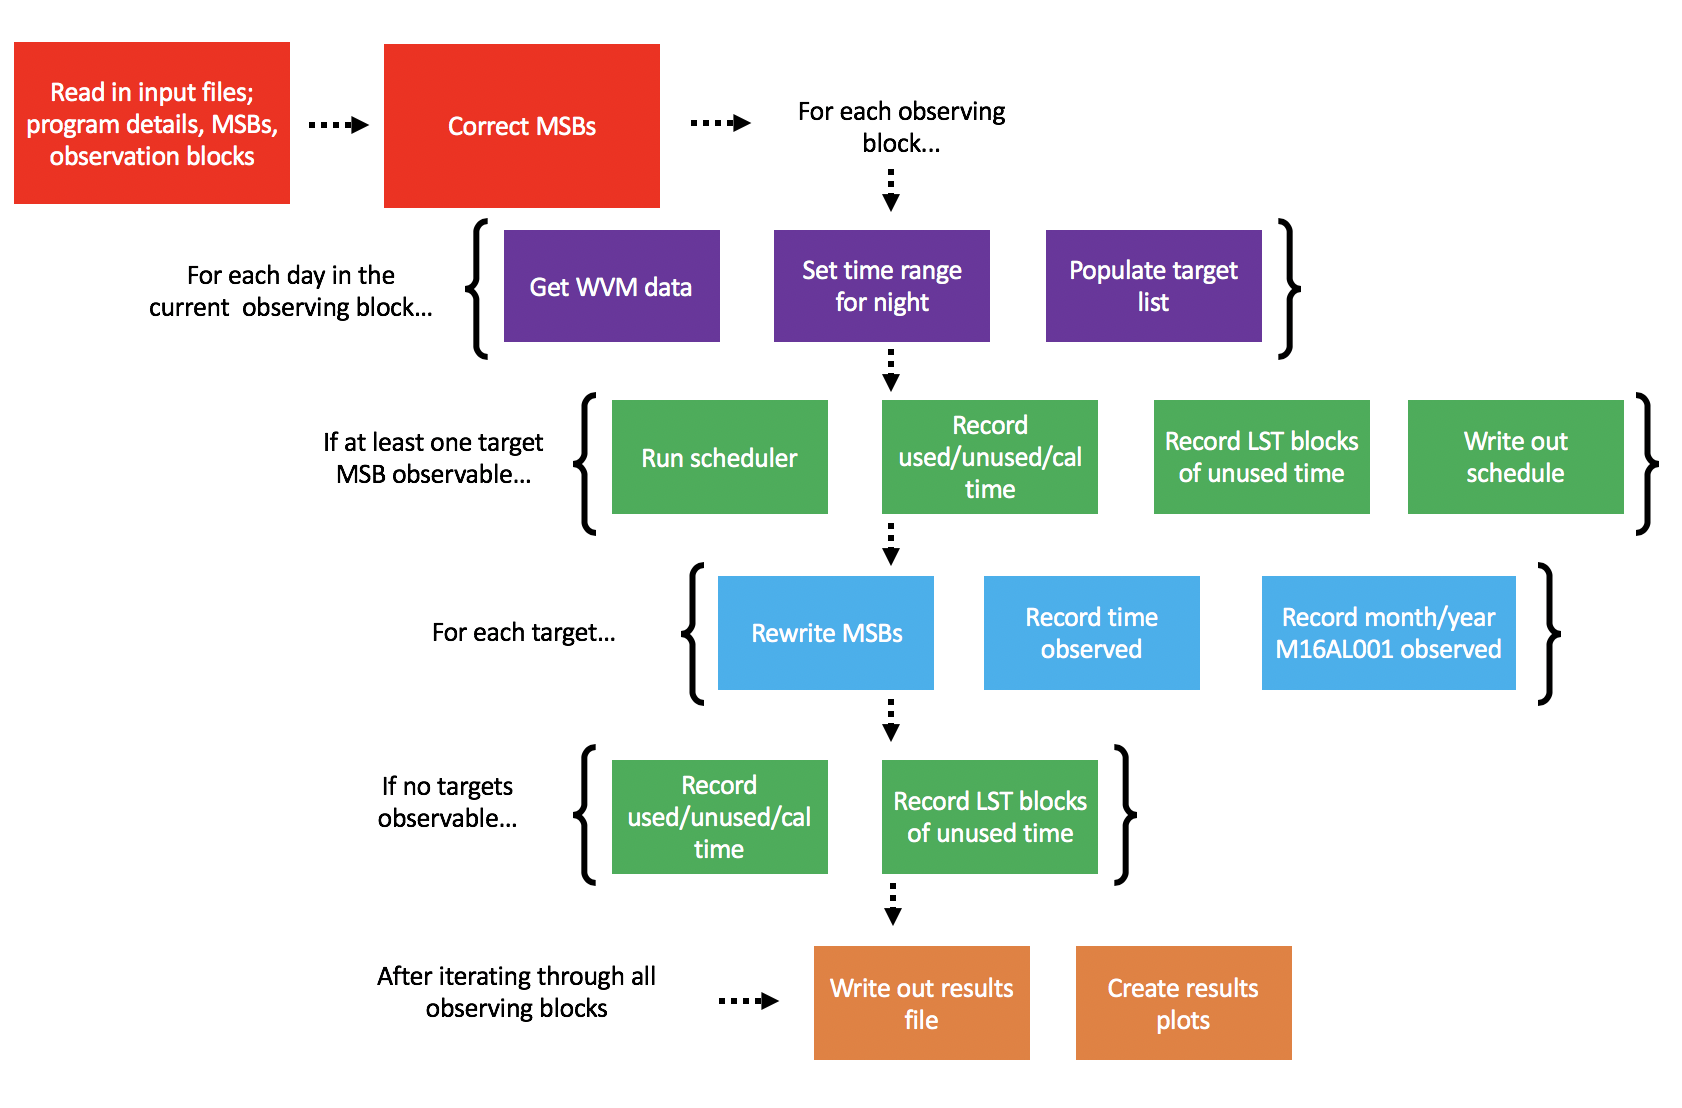 Read in input files;
program details, MSBs,
observation blocks
Correct MSBs
For each observing
block...
For each day in the
current observing block...
Get WVM data
Set time range
for night
Populate target
list
If at least one target
MSB observable...
Run scheduler
Record
used/unused/cal
time
Record LST blocks
of unused time
Write out
schedule
For each target...
Rewrite MSBs
Record time
observed
Record month/year
M16AL001 observed
If no targets
observable...
Record
used/unused/cal
time
Record LST blocks
of unused time
After iterating through all
observing blocks
Write out results
file
Create results
plots